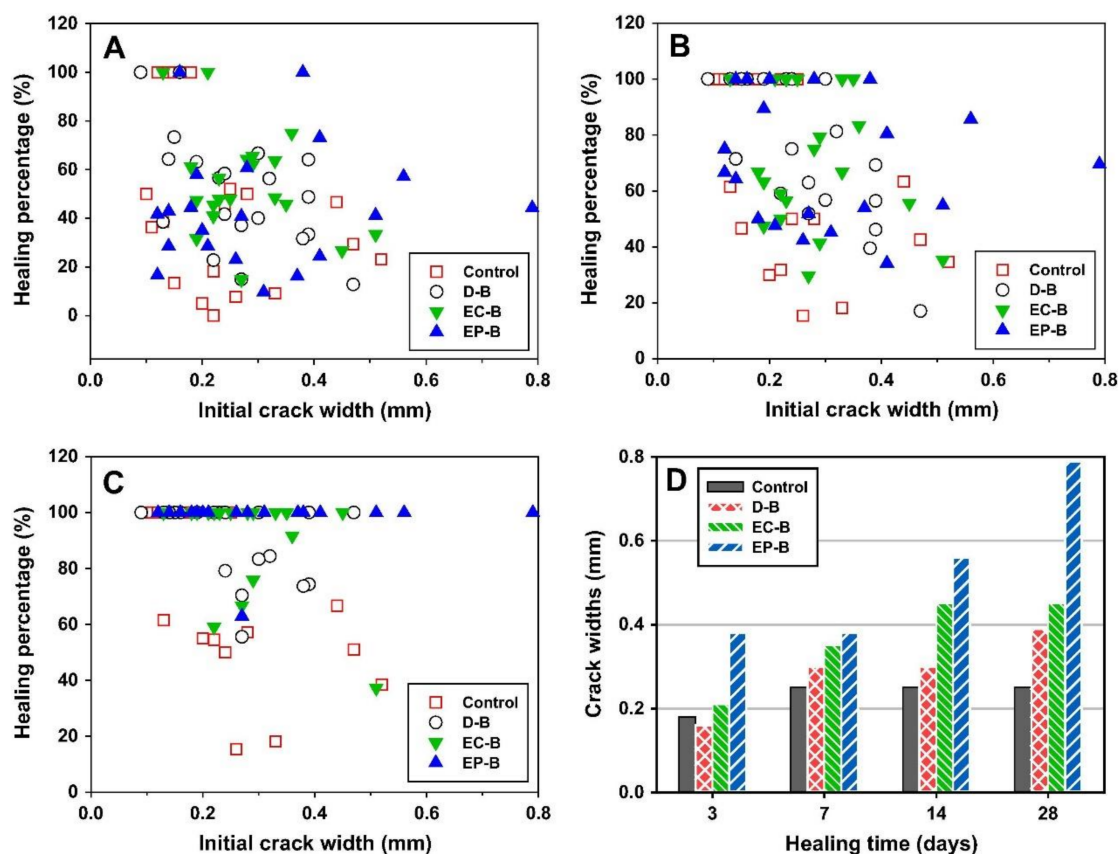 A
Healing percentage (%)
120
100
80
60
40
20
0
Control
D-B
EC-B
EP-B
0.0 0.2 0.4 0.6 0.8
Initial crack width (mm)
B
Healing percentage (%)
120
100
80
60
40
20
0
Control
D-B
EC-B
EP-B
0.0 0.2 0.4 0.6 0.8
Initial crack width (mm)
C
Healing percentage (%)
120
100
80
60
40
20
0
Control
D-B
EC-B
EP-B
0.0 0.2 0.4 0.6 0.8
Initial crack width (mm)
D
Crack widths (mm)
0.8
0.6
0.4
0.2
0.0
Control
D-B
EC-B
EP-B
3 7 14 28
Healing time (days)